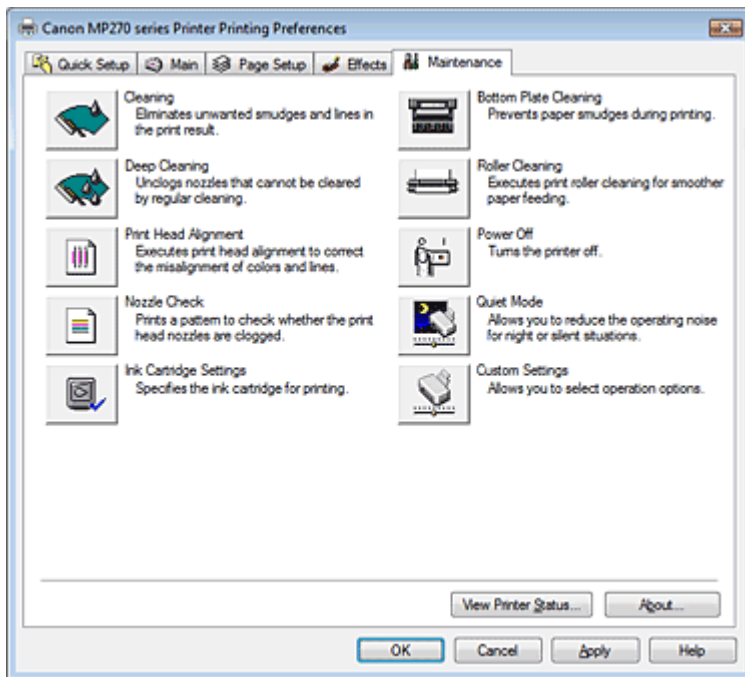 Canon MP270 series Printer Printing Preferences
Quick Setup
Main
Page Setup
Effects
Maintenance
Cleaning
Eliminates unwanted smudges and lines in
the print result.
Deep Cleaning
Unclogs nozzles that cannot be cleared
by regular cleaning.
Print Head Alignment
Executes print head alignment to correct
the misalignment of colors and lines.
Nozzle Check
Prints a pattern to check whether the print
head nozzles are clogged.
Ink Cartridge Settings
Specifies the ink cartridge for printing.
Bottom Plate Cleaning
Prevents paper smudges during printing.
Roller Cleaning
Executes print roller cleaning for smoother
paper feeding.
Power Off
Turns the printer off.
Quiet Mode
Allows you to reduce the operating noise
for night or silent situations.
Custom Settings
Allows you to select operation options.
View Printer Status...
About...
OK
Cancel
Apply
Help